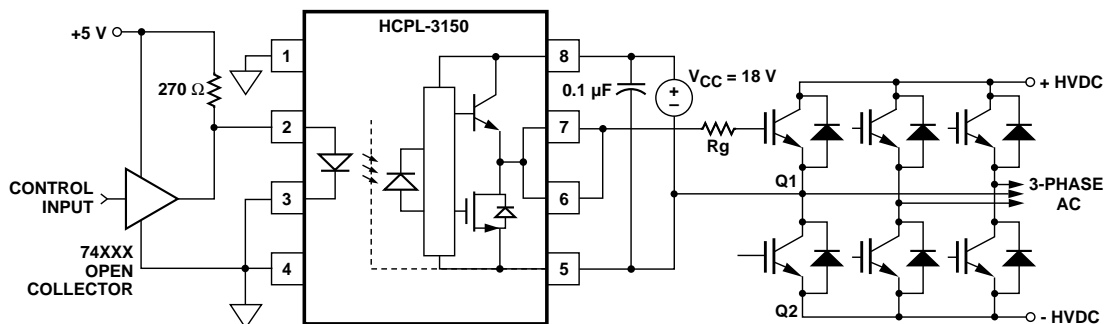 HCPL-3150
+5 V
1
8
VCC = 18 V
+ HVDC
270 Ω
0.1 µF
+
–
2
7
Rg
CONTROL
INPUT
3
6
Q1
3-PHASE
AC
74XXX
OPEN
COLLECTOR
4
5
Q2
- HVDC